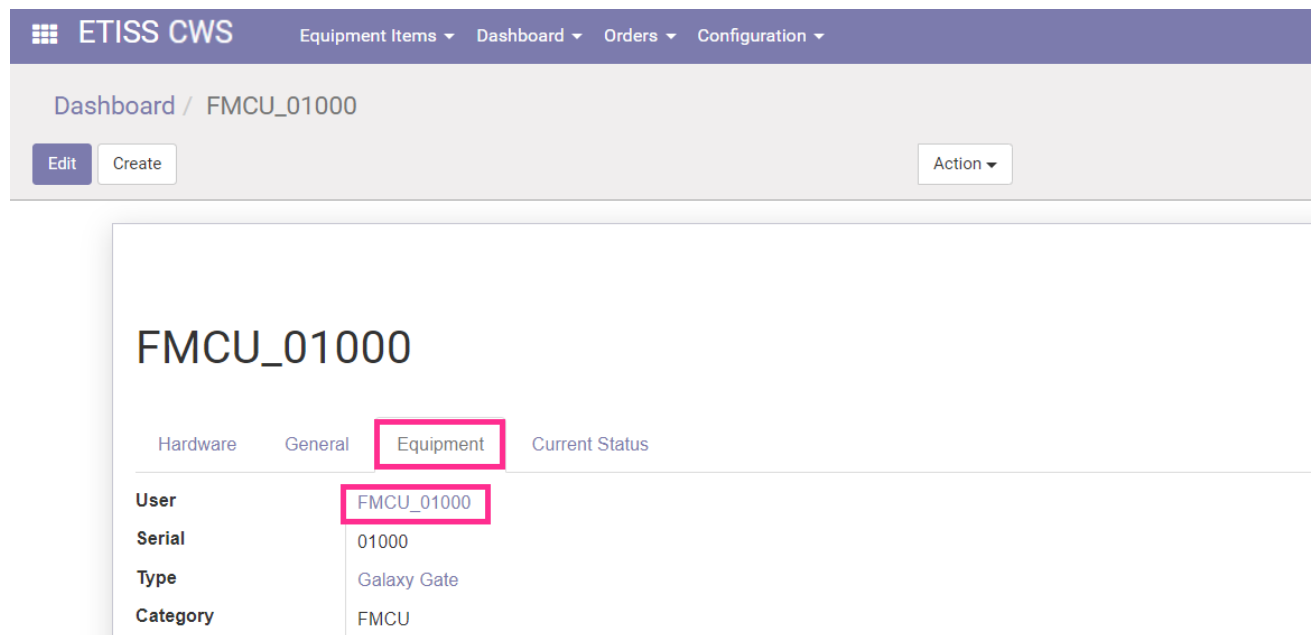 ETISS CWS Equipment Items Dashboard Orders Configuration
Dashboard / FMCU_01000
Edit Create Action
FMCU_01000
Hardware General Equipment Current Status
User FMCU_01000
Serial 01000
Type Galaxy Gate
Category FMCU